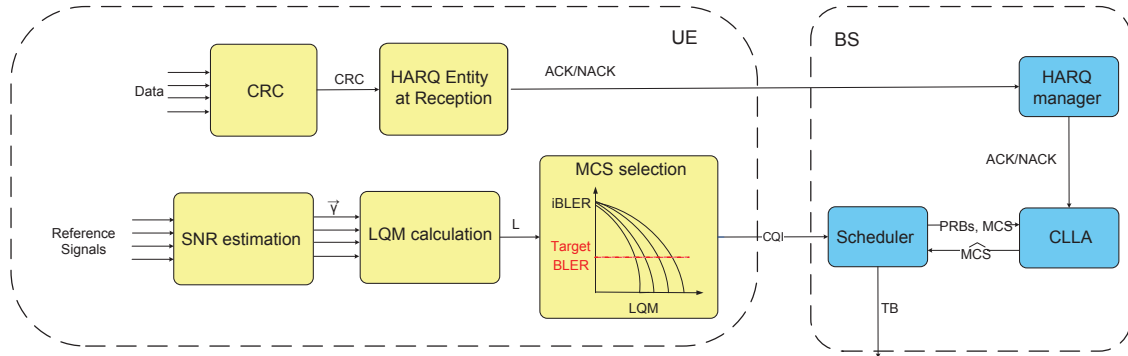 UE
BS
Data
CRC
CRC
HARQ Entity
at Reception
ACK/NACK
HARQ
manager
ACK/NACK
Reference
Signals
SNR estimation
γ⃗
LQM calculation
L
MCS selection
iBLER
Target
BLER
LQM
CQI
Scheduler
PRBs, MCS
M͡CS
CLLA
TB